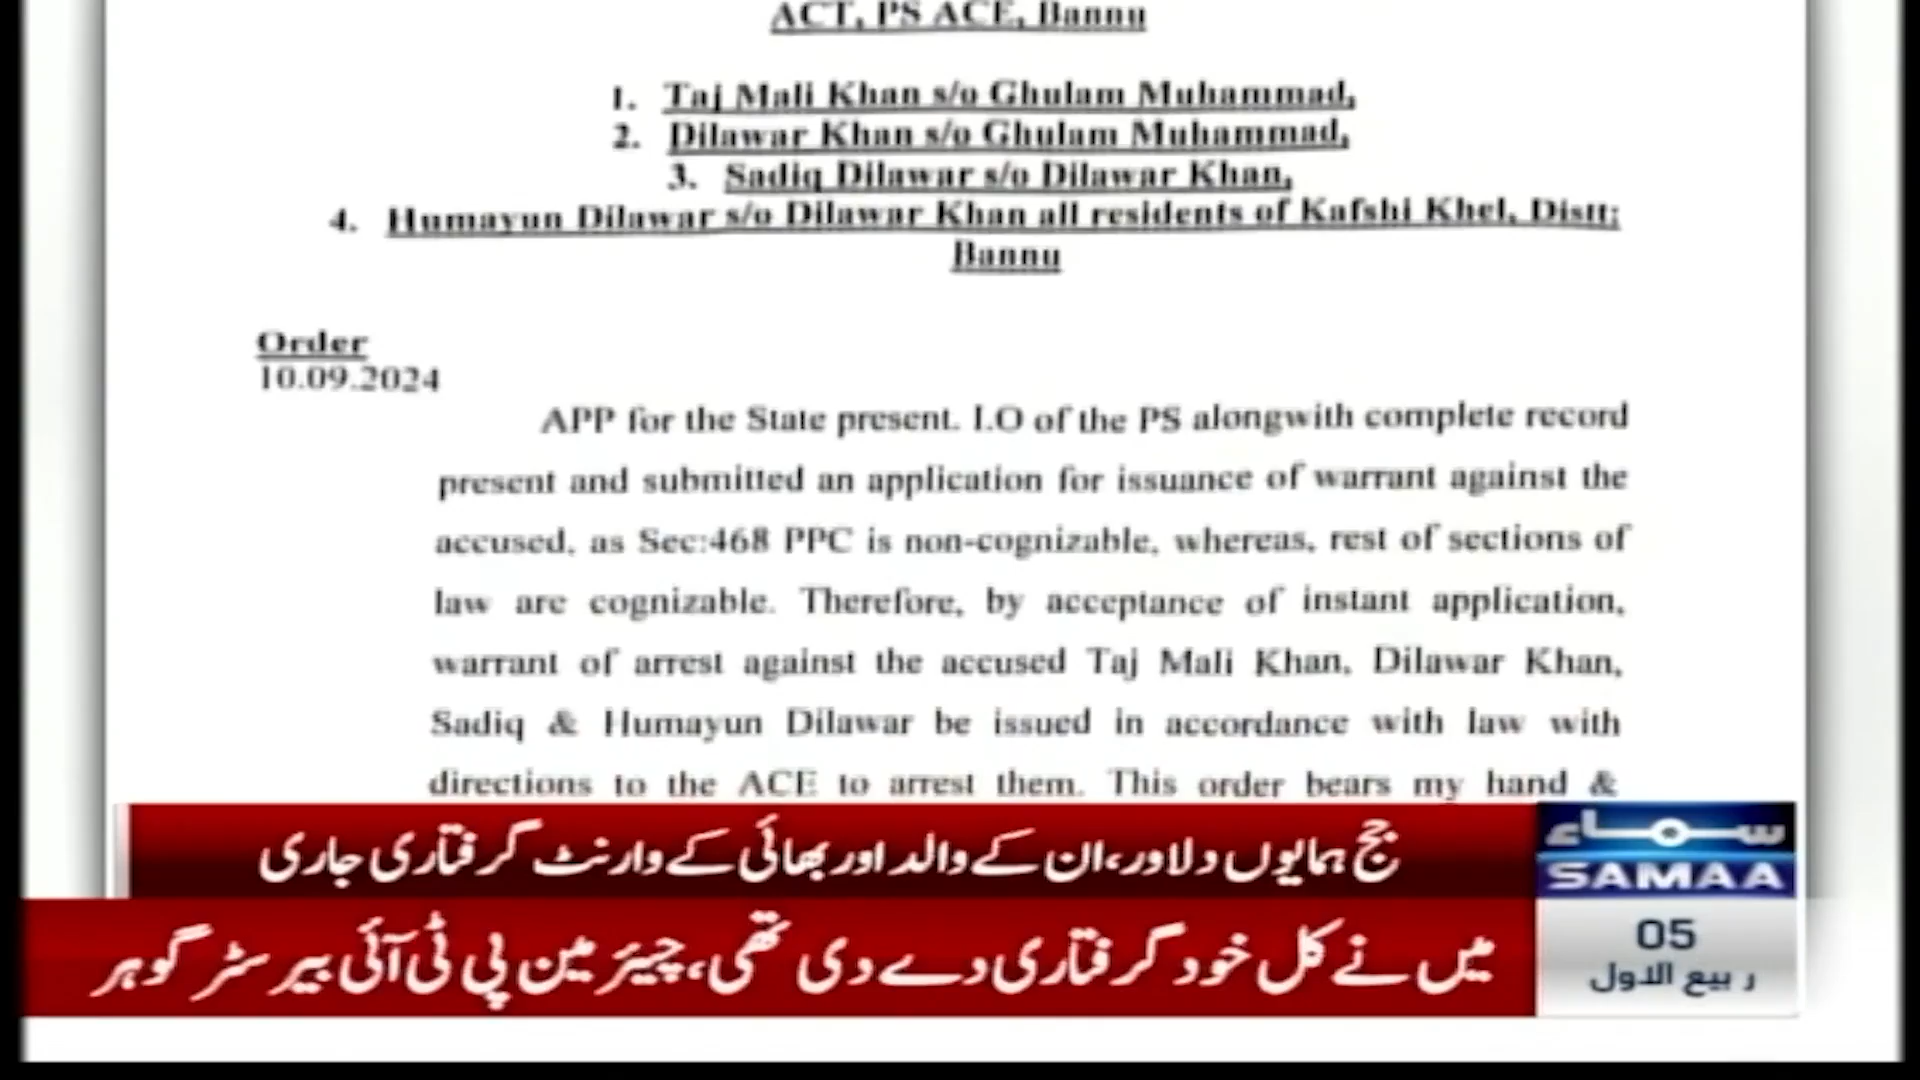 ACT, PS ACE, Bannu
1. Taj Mali Khan s/o Ghulam Muhammad,
2. Dilawar Khan s/o Ghulam Muhammad,
3. Sadiq Dilawar s/o Dilawar Khan,
4. Humayun Dilawar s/o Dilawar Khan all residents of Kafshi Khel, Distt;
Bannu
Order
10.09.2024
APP for the State present. I.O of the PS alongwith complete record
present and submitted an application for issuance of warrant against the
accused, as Sec:468 PPC is non-cognizable, whereas, rest of sections of
law are cognizable. Therefore, by acceptance of instant application,
warrant of arrest against the accused Taj Mali Khan, Dilawar Khan,
Sadiq & Humayun Dilawar be issued in accordance with law with
directions to the ACE to arrest them. This order bears my hand &
جج ہمایوں دلاور،ان کے والد اور بھائی کے وارنٹ گرفتاری جاری
میں نے کل خود گرفتاری دے دی تھی، چیئرمین پی ٹی آئی بیرسٹر گوہر
سماء
SAMAA
05
ربیع الاول